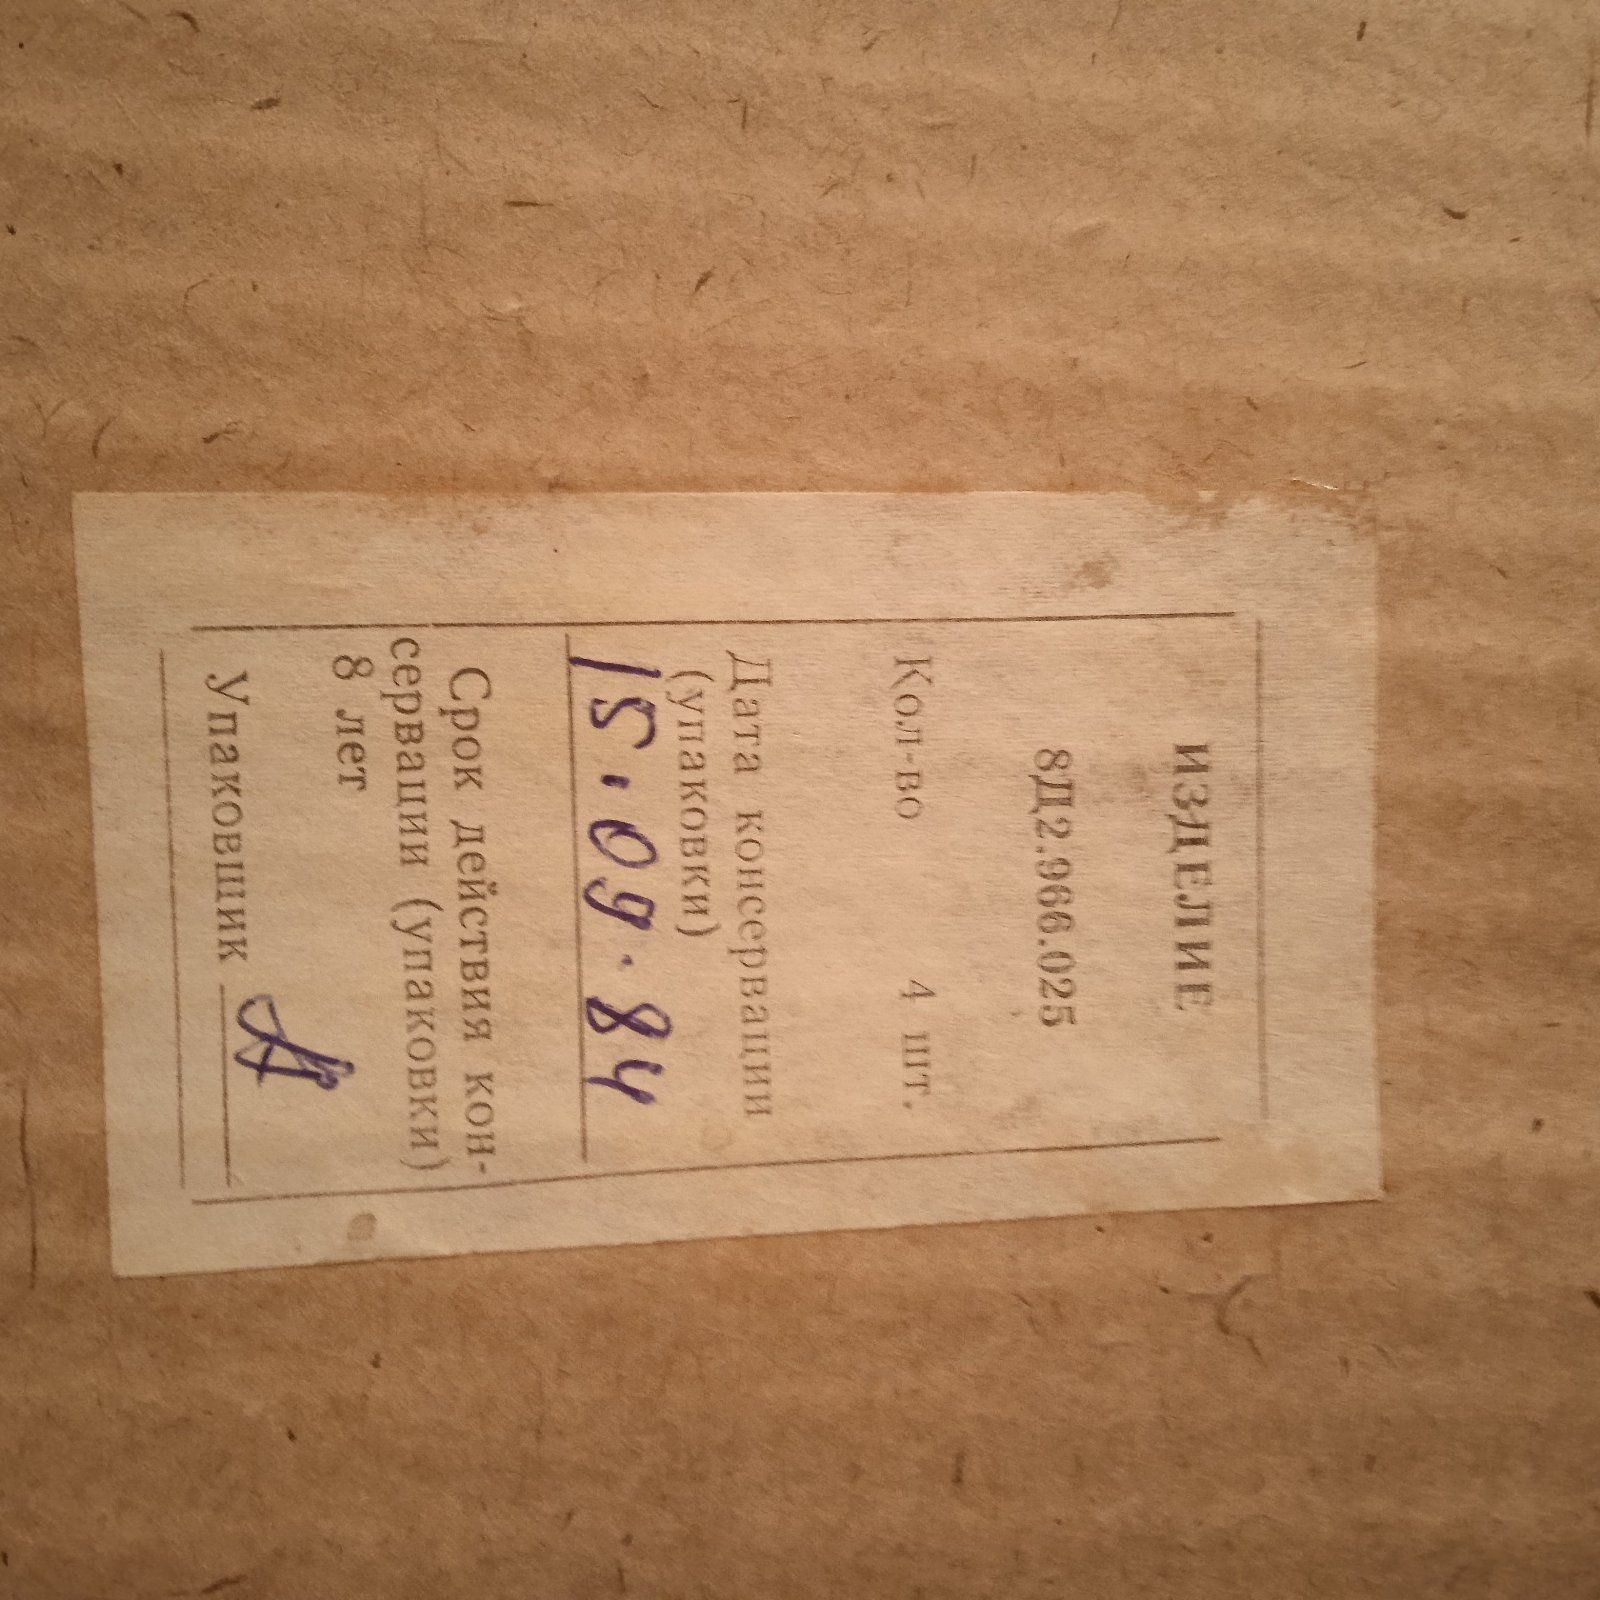 ИЗДЕЛИЕ
8Д2.966.025
Кол-во 4 шт.
Дата консервации
(упаковки)
15.09.84
Срок действия кон-
сервации (упаковки)
8 лет
Упаковщик